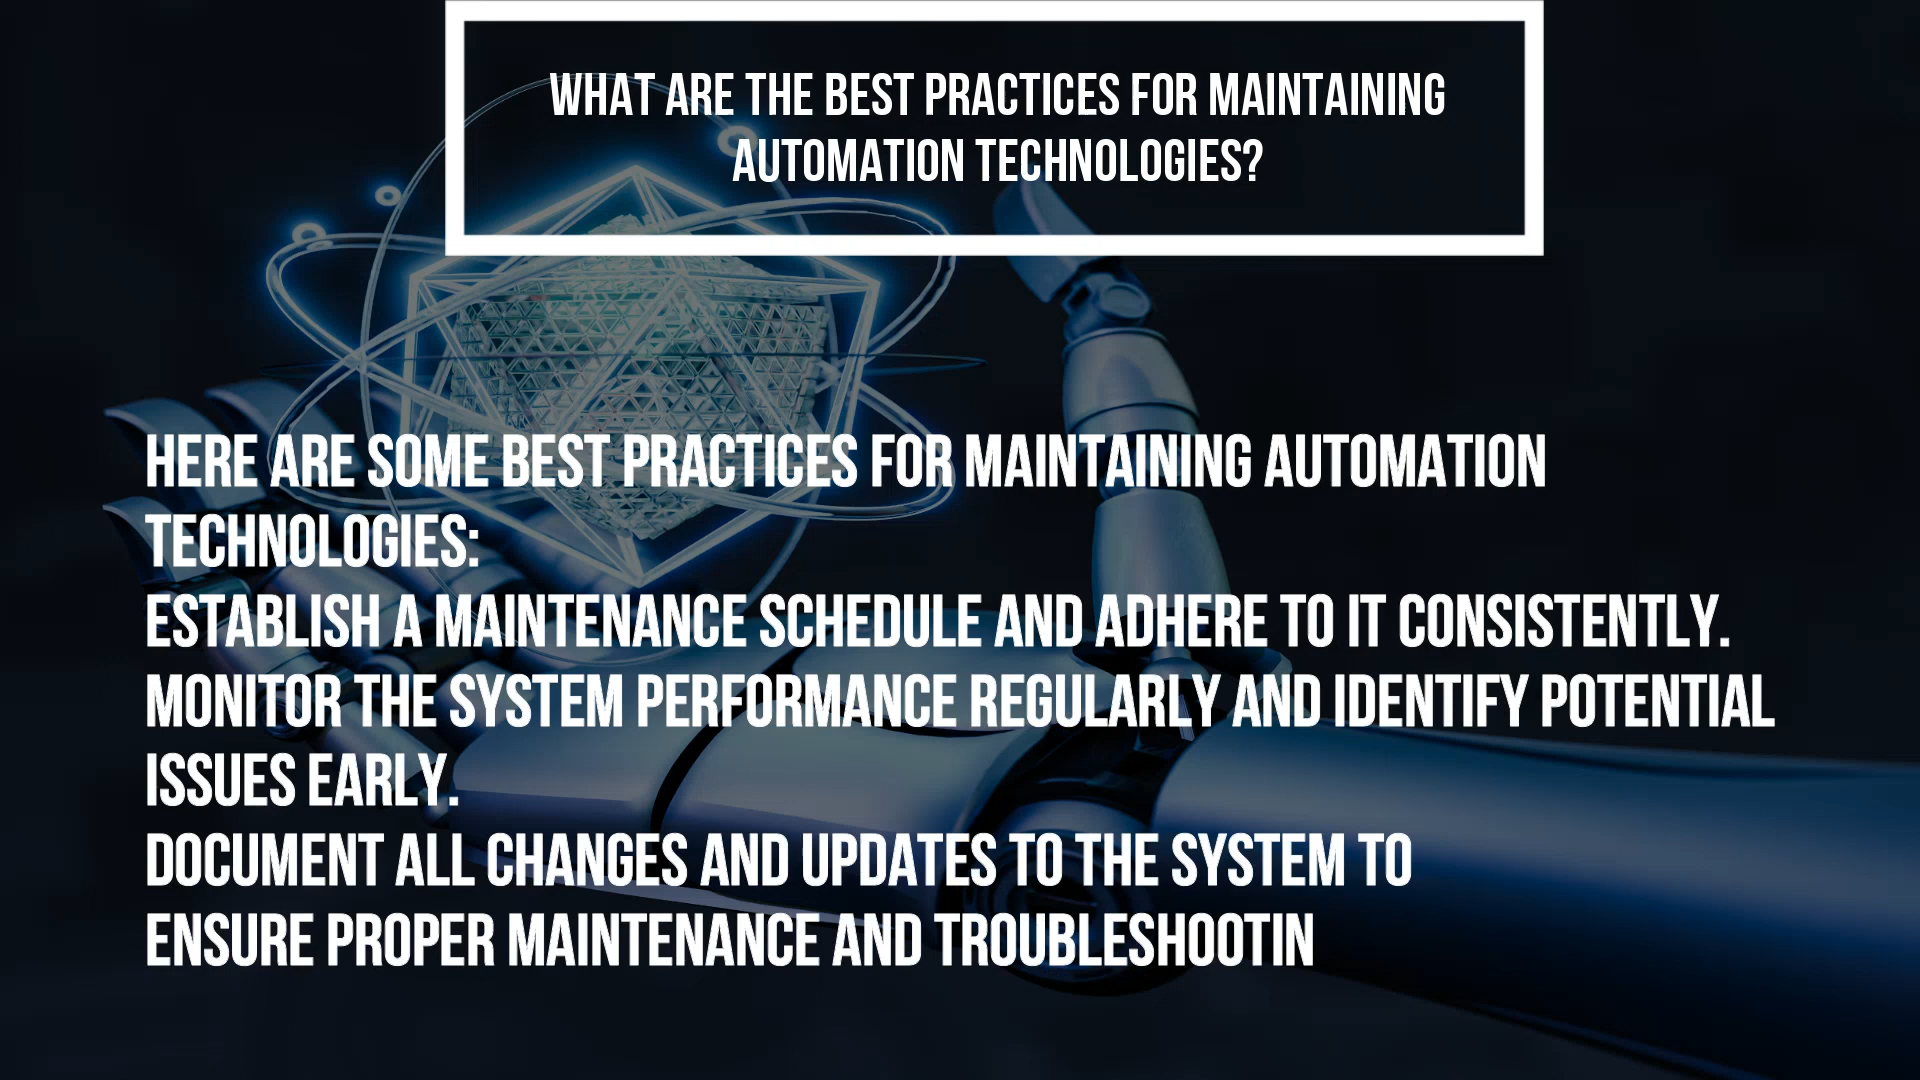 WHAT ARE THE BEST PRACTICES FOR MAINTAINING
AUTOMATION TECHNOLOGIES?
HERE ARE SOME BEST PRACTICES FOR MAINTAINING AUTOMATION
TECHNOLOGIES:
ESTABLISH A MAINTENANCE SCHEDULE AND ADHERE TO IT CONSISTENTLY.
MONITOR THE SYSTEM PERFORMANCE REGULARLY AND IDENTIFY POTENTIAL
ISSUES EARLY.
DOCUMENT ALL CHANGES AND UPDATES TO THE SYSTEM TO
ENSURE PROPER MAINTENANCE AND TROUBLESHOOTIN